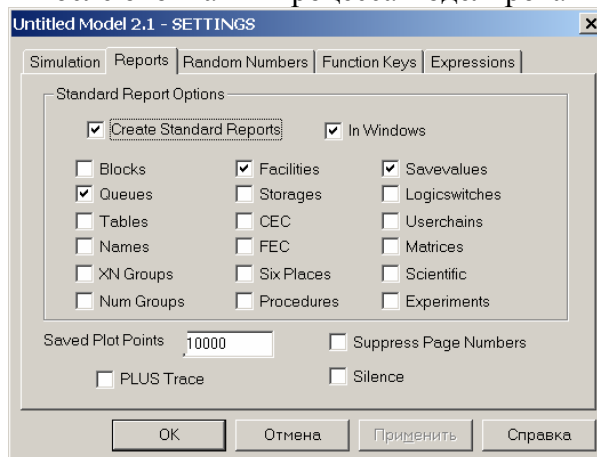 Untitled Model 2.1 - SETTINGS
Simulation Reports Random Numbers Function Keys Expressions
Standard Report Options
Create Standard Reports In Windows
Blocks Facilities Savevalues
Queues Storages Logicswitches
Tables CEC Userchains
Names FEC Matrices
XN Groups Six Places Scientific
Num Groups Procedures Experiments
Saved Plot Points 10000 Suppress Page Numbers
PLUS Trace Silence
OK Отмена Применить Справка